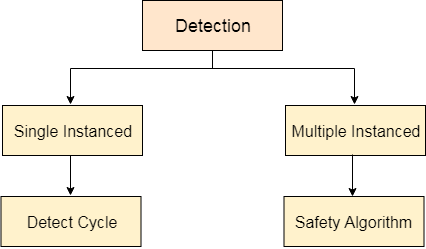 Detection
Single Instanced
Multiple Instanced
Detect Cycle
Safety Algorithm